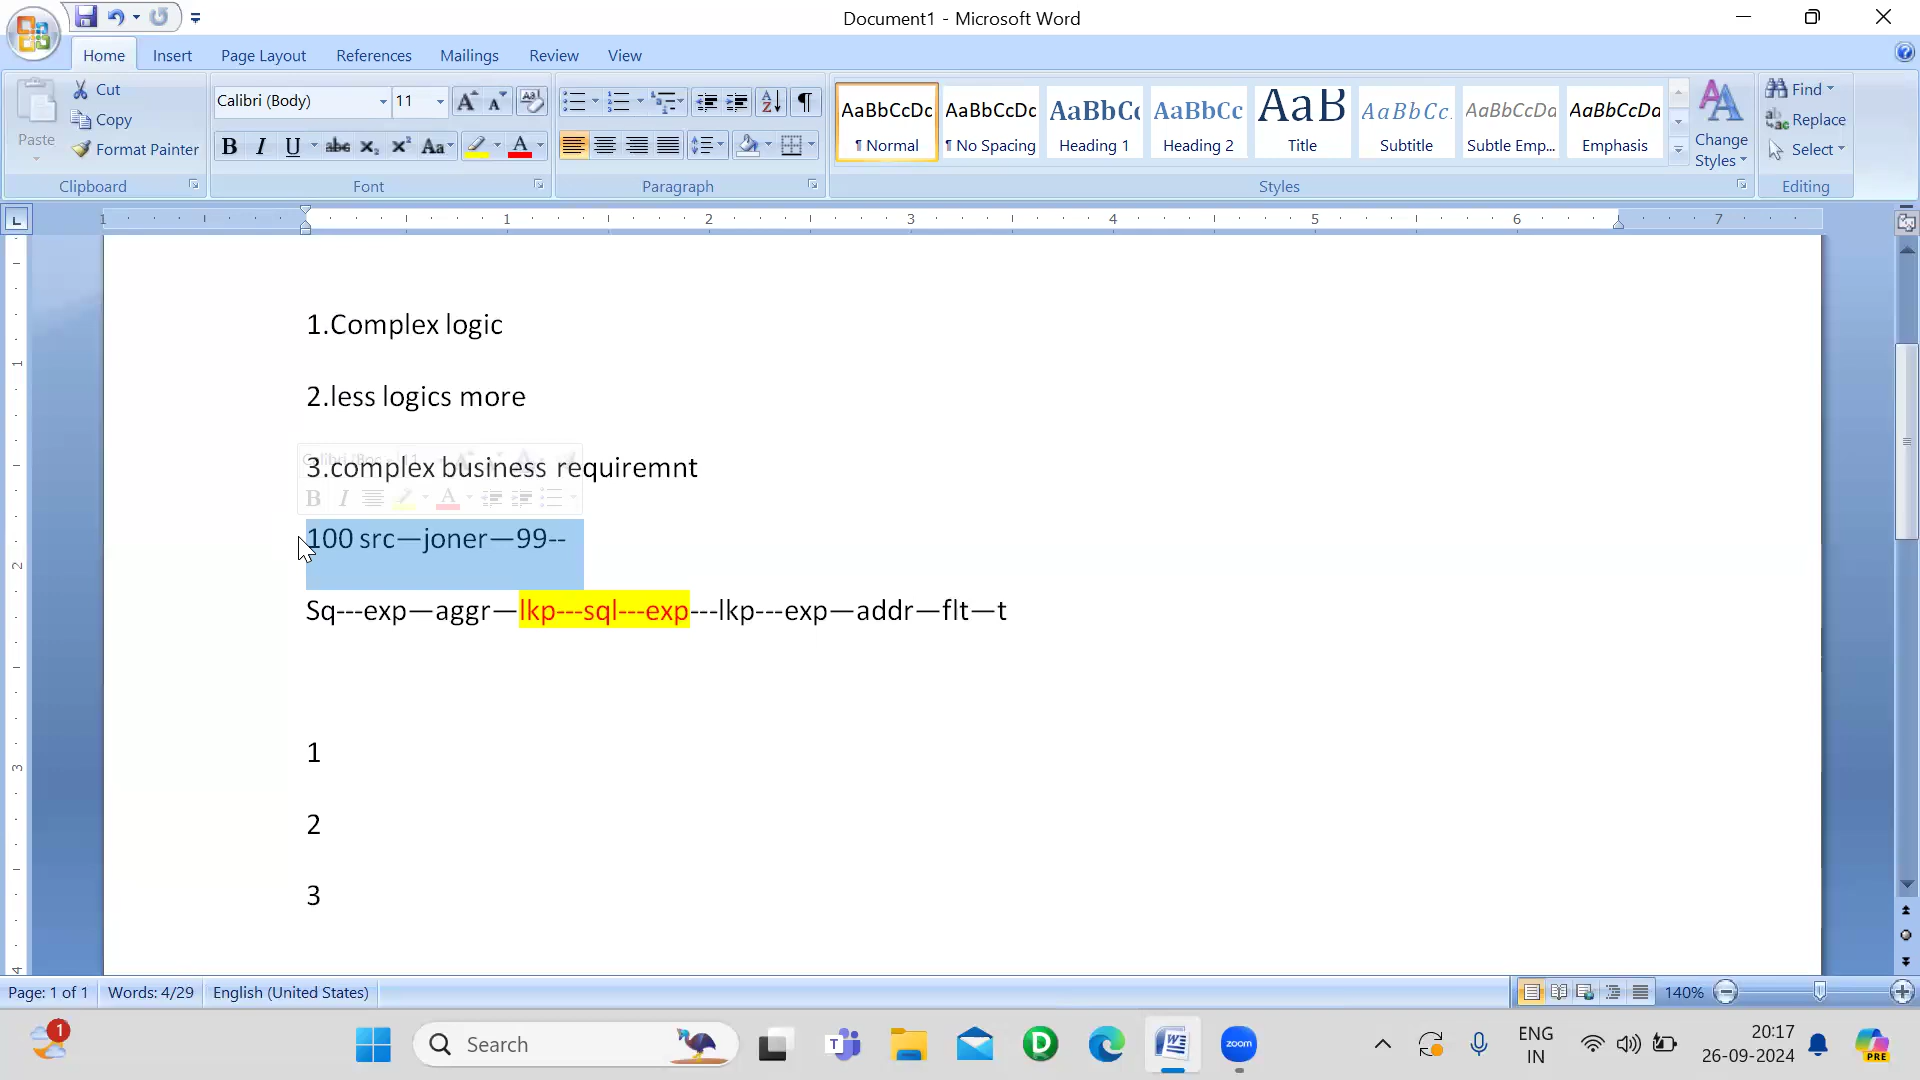 Document1 - Microsoft Word
Home Insert Page Layout References Mailings Review View
Paste
Cut
Copy
Format Painter
Clipboard
Calibri (Body) 11
Font
Paragraph
AaBbCcDc AaBbCcDc AaBbCc AaBbCc AaB AaBbCc. AaBbCcDa AaBbCcDa
¶ Normal ¶ No Spacing Heading 1 Heading 2 Title Subtitle Subtle Emp... Emphasis
Change Styles
Styles
Find
Replace
Select
Editing
1 1 2 3 4 5 6 7
1.Complex logic
2.less logics more
3.complex business requiremnt
100 src—joner—99--
Sq---exp—aggr—lkp---sql---exp---lkp---exp—addr—flt—t
1
2
3
Page: 1 of 1 Words: 4/29 English (United States) 140%
1 Search zoom ENG IN 20:17 26-09-2024 PRE